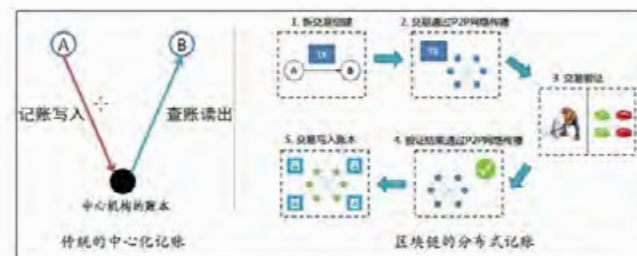 A
B
记账写入
查账读出
中心机构的账本
传统的中心化记账
1. 新交易创建
TX
A
B
2. 交易通过P2P网络传播
TX
3. 交易验证
4. 验证结果通过P2P网络传播
5. 交易写入账本
区块链的分布式记账